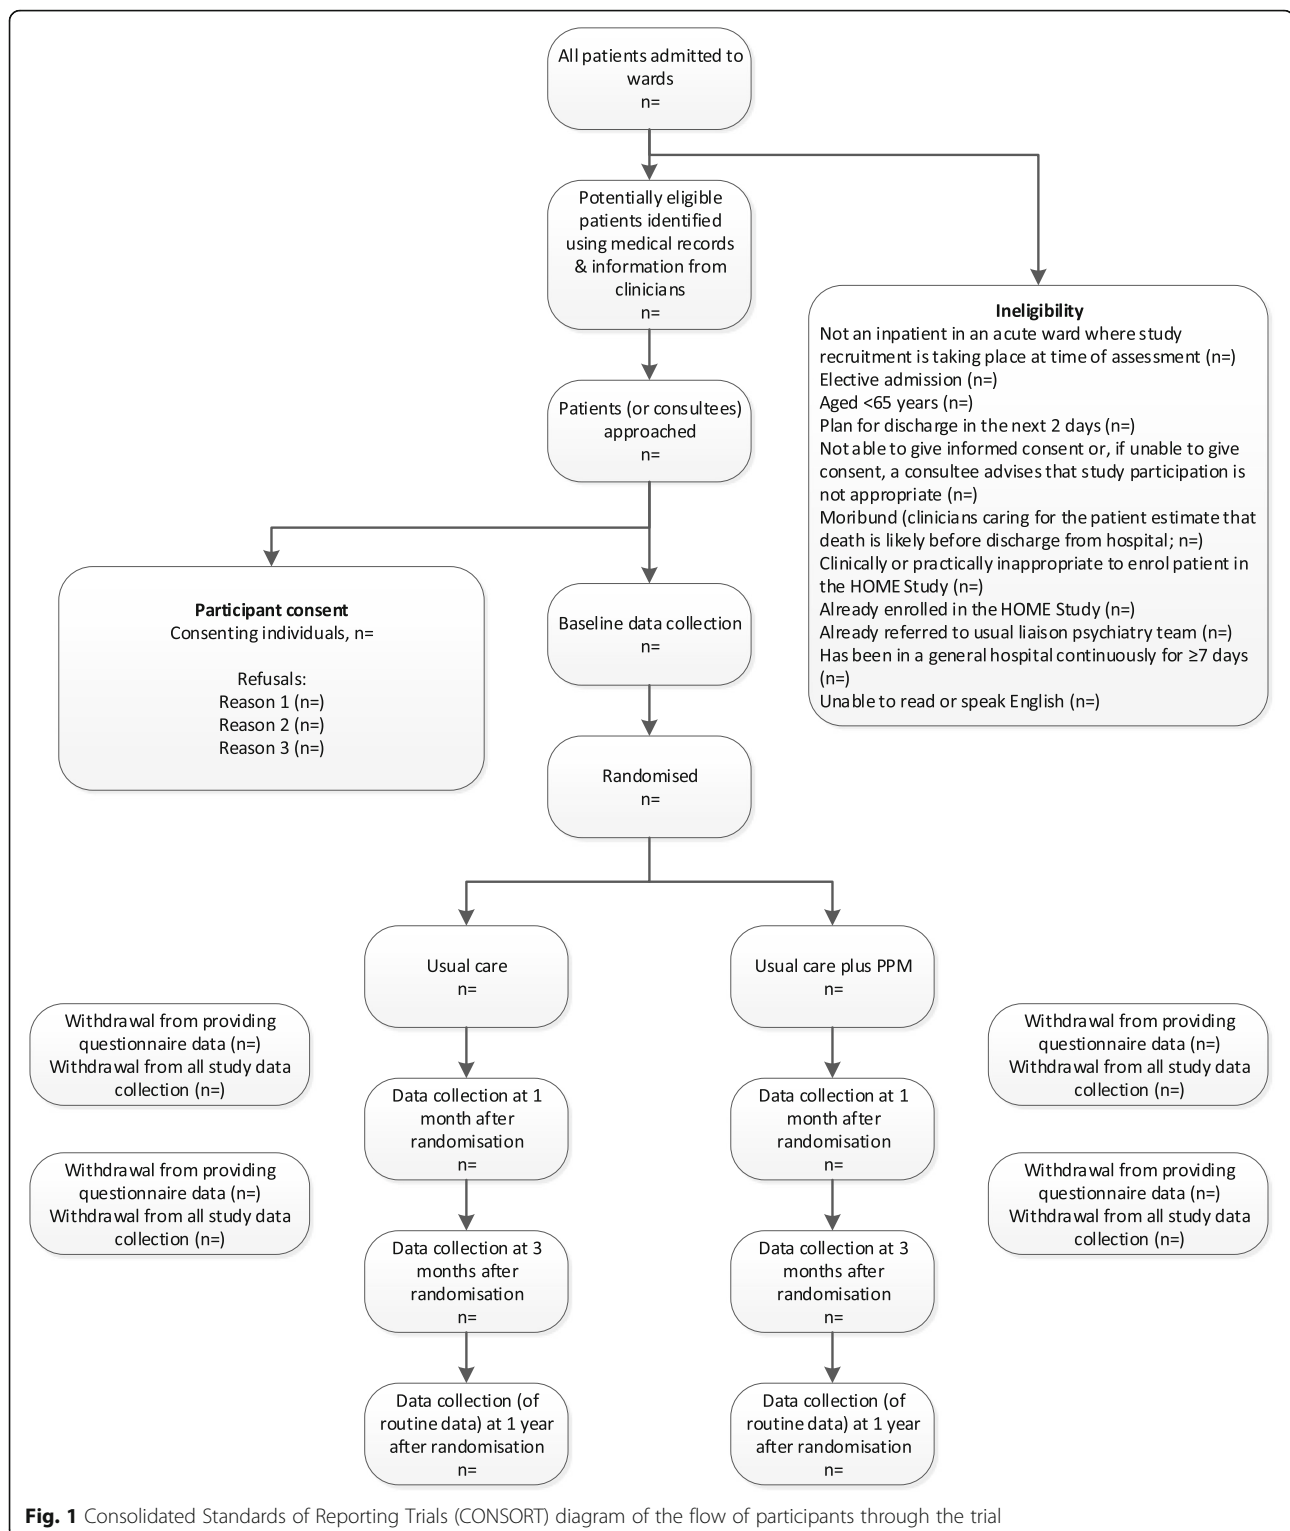 All patients admitted to
wards
n=
Potentially eligible
patients identified
using medical records
& information from
clinicians
n=
Ineligibility
Not an inpatient in an acute ward where study
recruitment is taking place at time of assessment (n=)
Elective admission (n=)
Aged <65 years (n=)
Plan for discharge in the next 2 days (n=)
Not able to give informed consent or, if unable to give
consent, a consultee advises that study participation is
not appropriate (n=)
Moribund (clinicians caring for the patient estimate that
death is likely before discharge from hospital; n=)
Clinically or practically inappropriate to enrol patient in
the HOME Study (n=)
Already enrolled in the HOME Study (n=)
Already referred to usual liaison psychiatry team (n=)
Has been in a general hospital continuously for ≥7 days
(n=)
Unable to read or speak English (n=)
Patients (or consultees)
approached
n=
Participant consent
Consenting individuals, n=
Refusals:
Reason 1 (n=)
Reason 2 (n=)
Reason 3 (n=)
Baseline data collection
n=
Randomised
n=
Usual care
n=
Usual care plus PPM
n=
Withdrawal from providing
questionnaire data (n=)
Withdrawal from all study data
collection (n=)
Data collection at 1
month after
randomisation
n=
Data collection at 1
month after
randomisation
n=
Withdrawal from providing
questionnaire data (n=)
Withdrawal from all study data
collection (n=)
Withdrawal from providing
questionnaire data (n=)
Withdrawal from all study data
collection (n=)
Data collection at 3
months after
randomisation
n=
Data collection at 3
months after
randomisation
n=
Withdrawal from providing
questionnaire data (n=)
Withdrawal from all study data
collection (n=)
Data collection (of
routine data) at 1 year
after randomisation
n=
Data collection (of
routine data) at 1 year
after randomisation
n=
Fig. 1 Consolidated Standards of Reporting Trials (CONSORT) diagram of the flow of participants through the trial